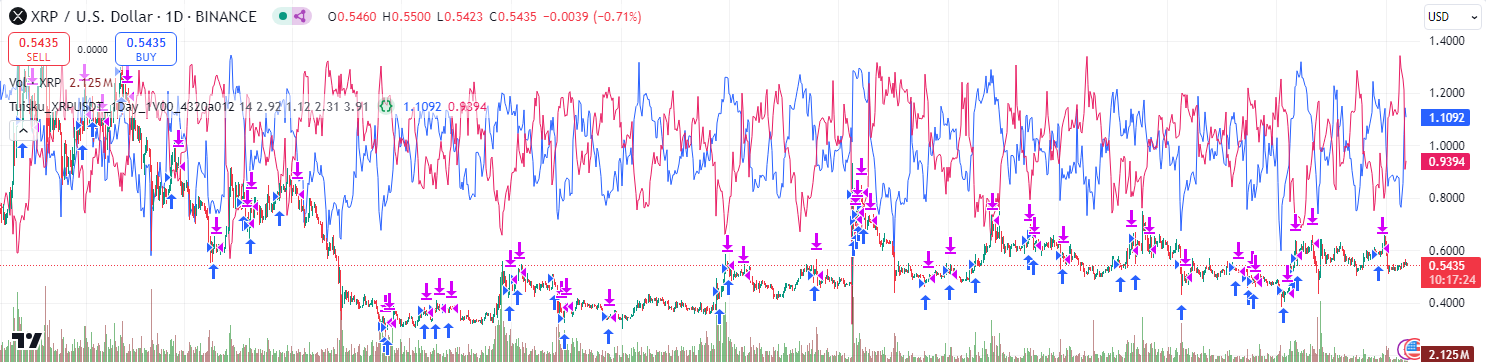 XRP / U.S. Dollar · 1D · BINANCE O0.5460 H0.5500 L0.5423 C0.5435 −0.0039 (−0.71%)
USD
0.5435 SELL
0.0000
0.5435 BUY
Vol · XRP 2.125M
Tuisku_XRPUSDT_1Day_1V00_4320a012 14 2.92 1.12 2.31 3.91 1.1092 0.9394
1.4000
1.2000
1.1092
1.0000
0.9394
0.8000
0.6000
0.5435
10:17:24
0.4000
2.125M